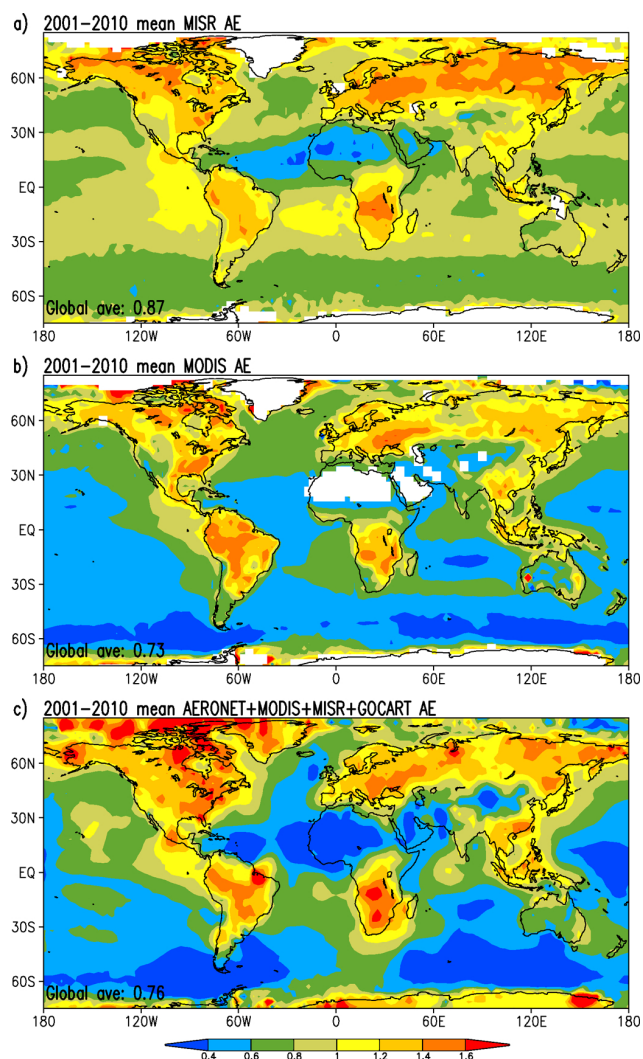 a) 2001-2010 mean MISR AE
60N
30N
EQ
30S
60S
Global ave: 0.87
180 120W 60W 0 60E 120E 180
b) 2001-2010 mean MODIS AE
60N
30N
EQ
30S
60S
Global ave: 0.73
180 120W 60W 0 60E 120E 180
c) 2001-2010 mean AERONET+MODIS+MISR+GOCART AE
60N
30N
EQ
30S
60S
Global ave: 0.76
180 120W 60W 0 60E 120E 180
0.4 0.6 0.8 1 1.2 1.4 1.6